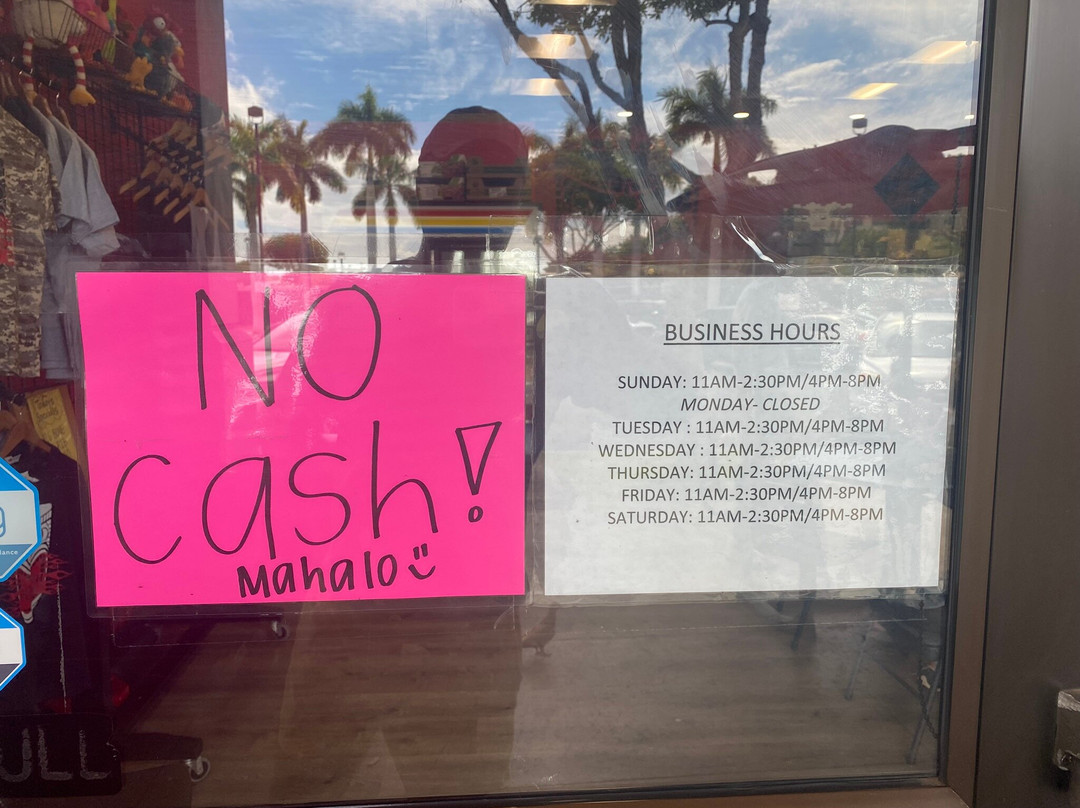 NO
Cash!
Mahalo
BUSINESS HOURS
SUNDAY: 11AM-2:30PM/4PM-8PM
MONDAY- CLOSED
TUESDAY : 11AM-2:30PM/4PM-8PM
WEDNESDAY : 11AM-2:30PM/4PM-8PM
THURSDAY: 11AM-2:30PM/4PM-8PM
FRIDAY: 11AM-2:30PM/4PM-8PM
SATURDAY: 11AM-2:30PM/4PM-8PM